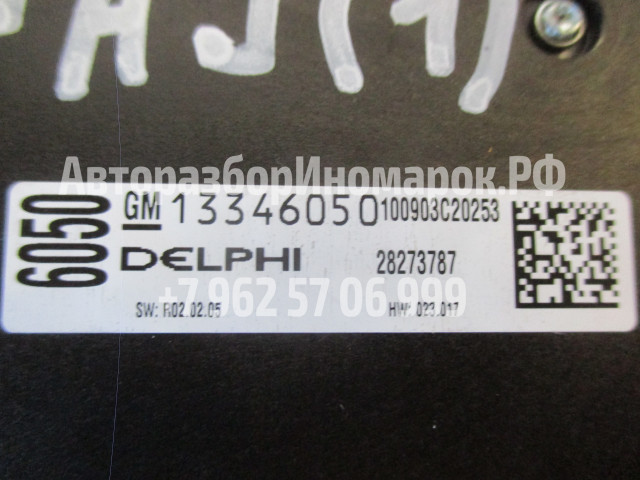 АвторазборИномарок.РФ
6050
GM 13346050 100903C20253
DELPHI 28273787
+7 962 57 06 999
SW: R02.02.05 HW: 023.017